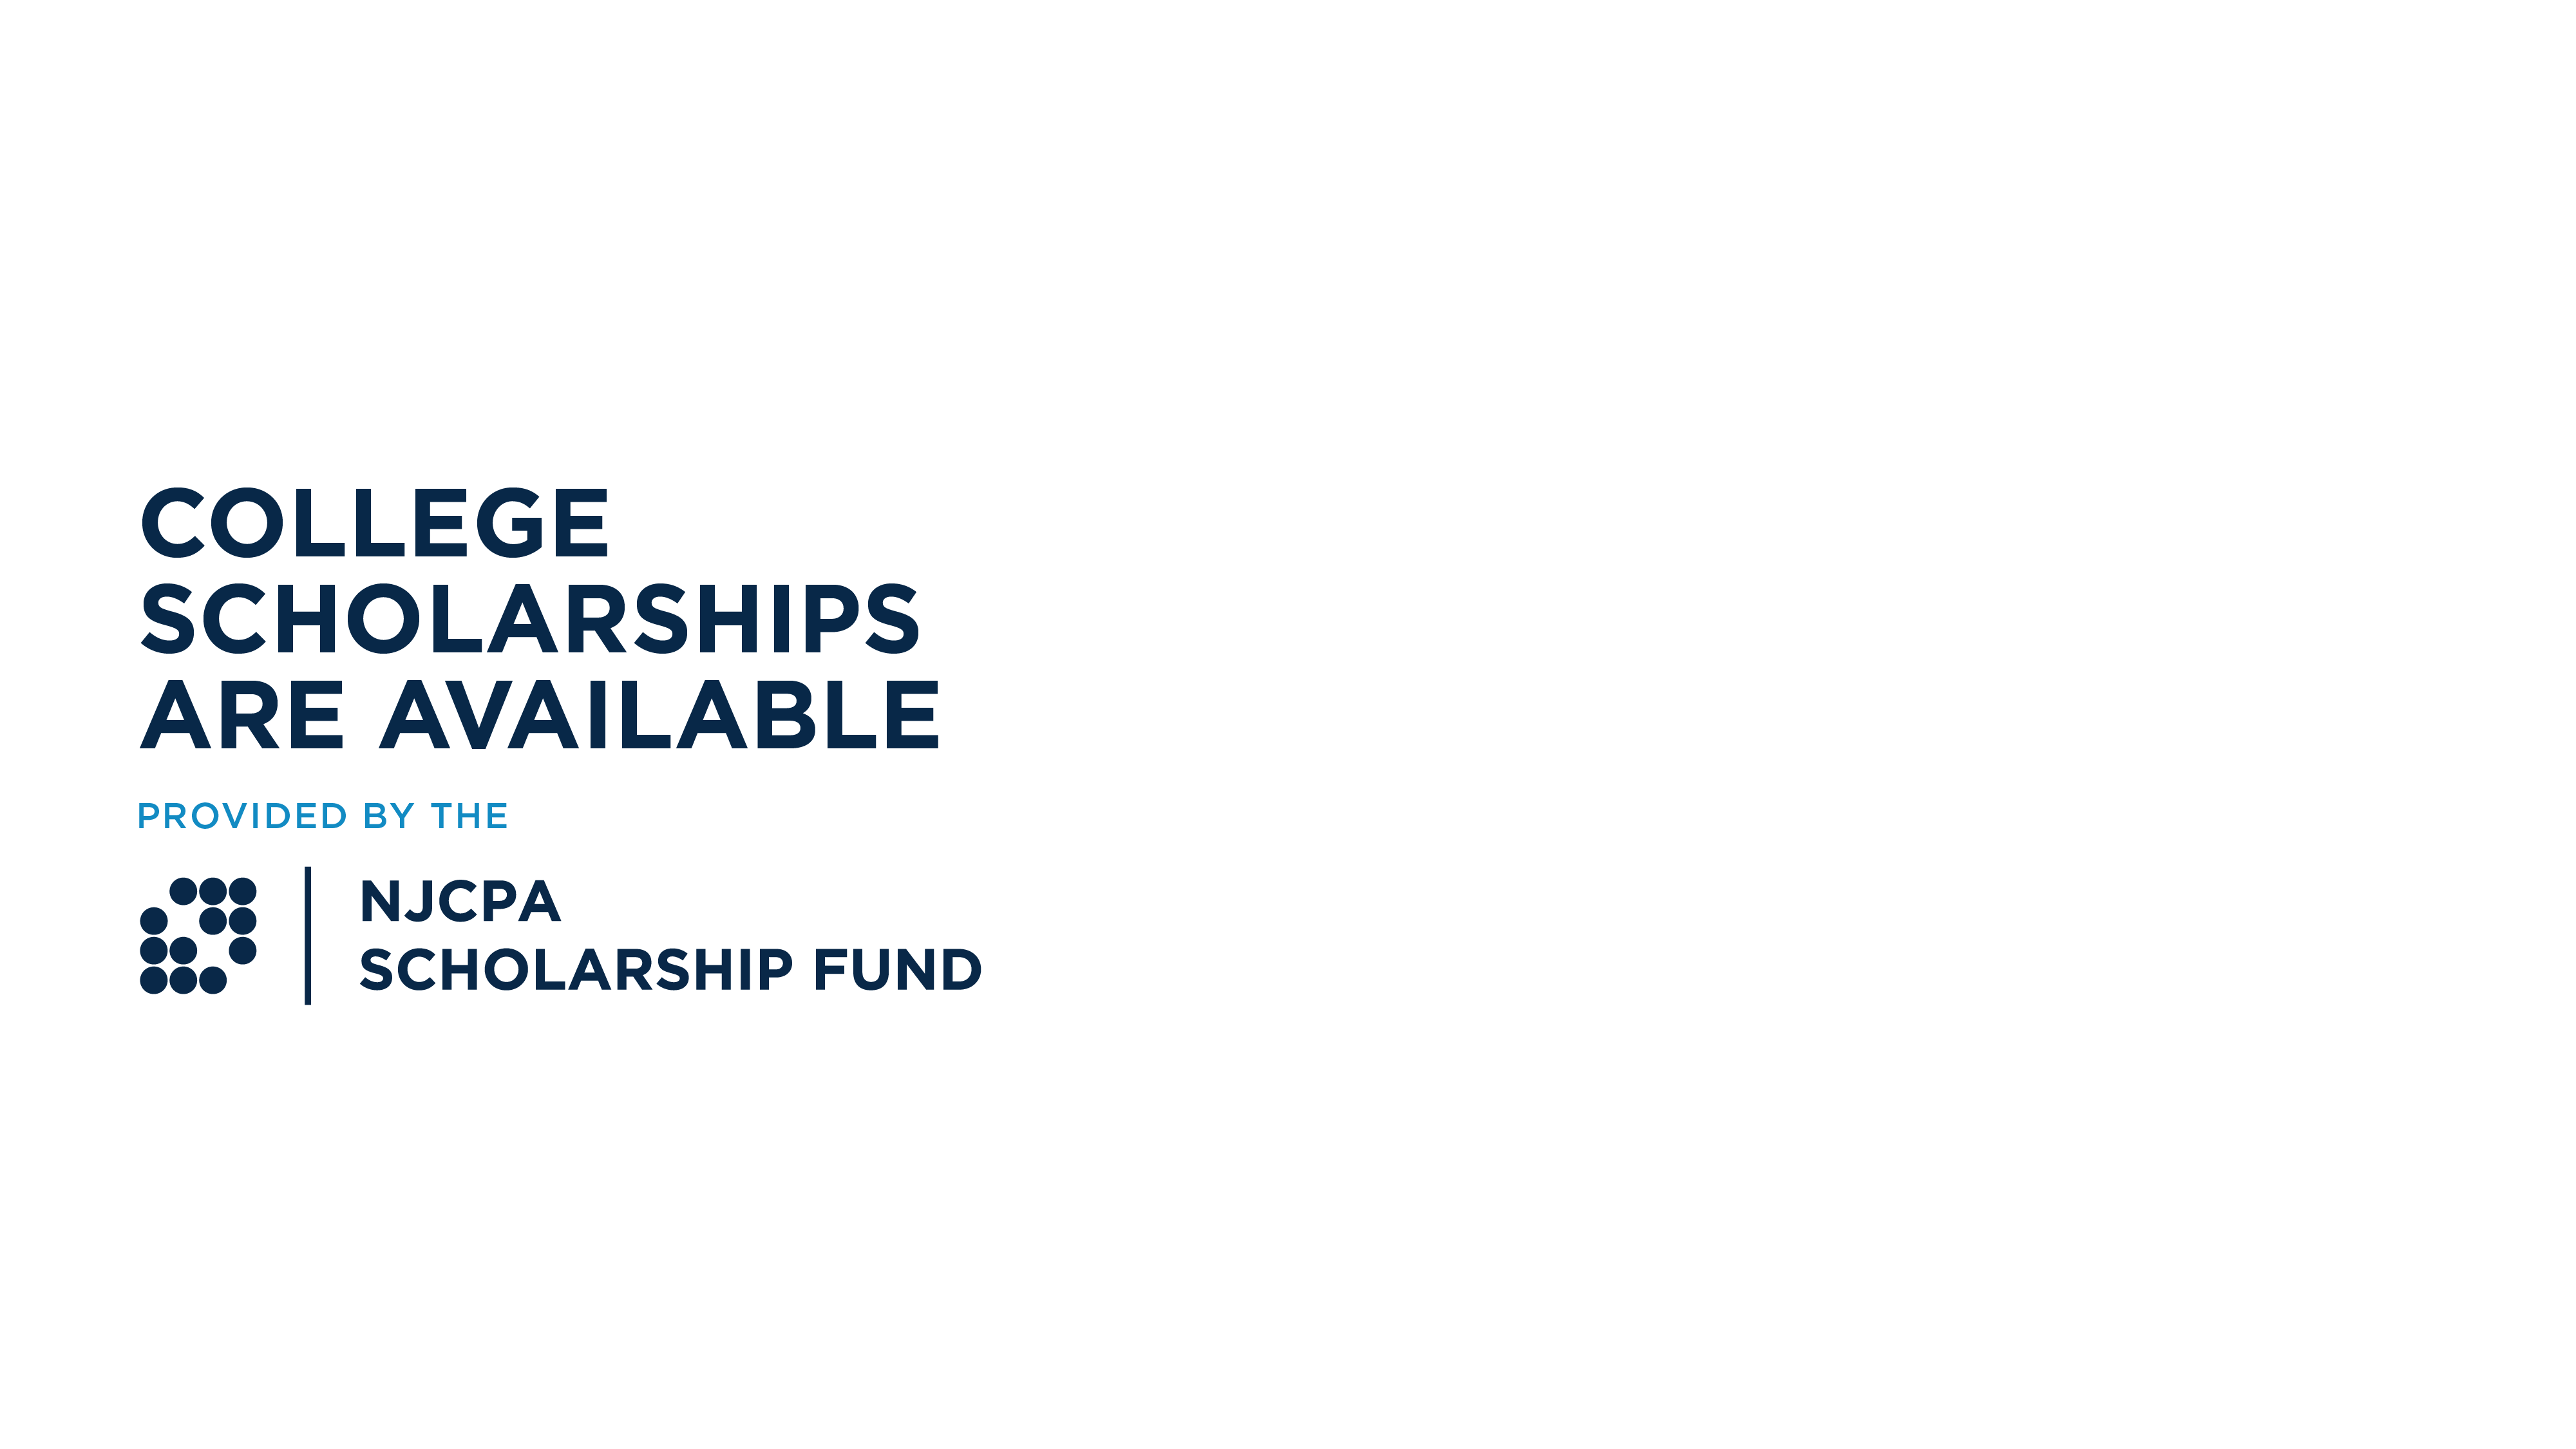 COLLEGE
SCHOLARSHIPS
ARE AVAILABLE
PROVIDED BY THE
NJCPA
SCHOLARSHIP FUND